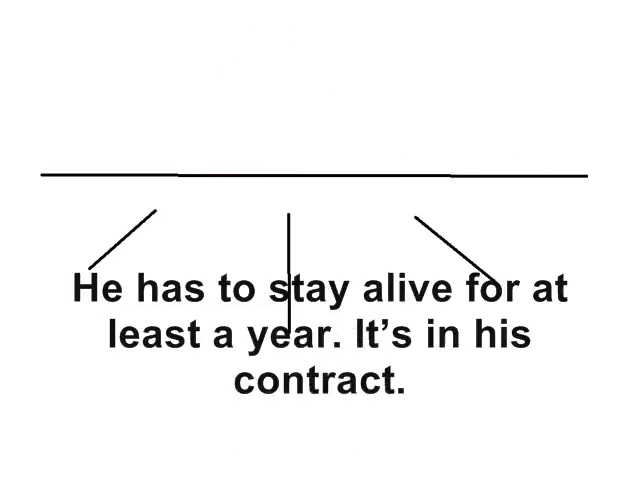 He has to stay alive for at
least a year. It’s in his
contract.